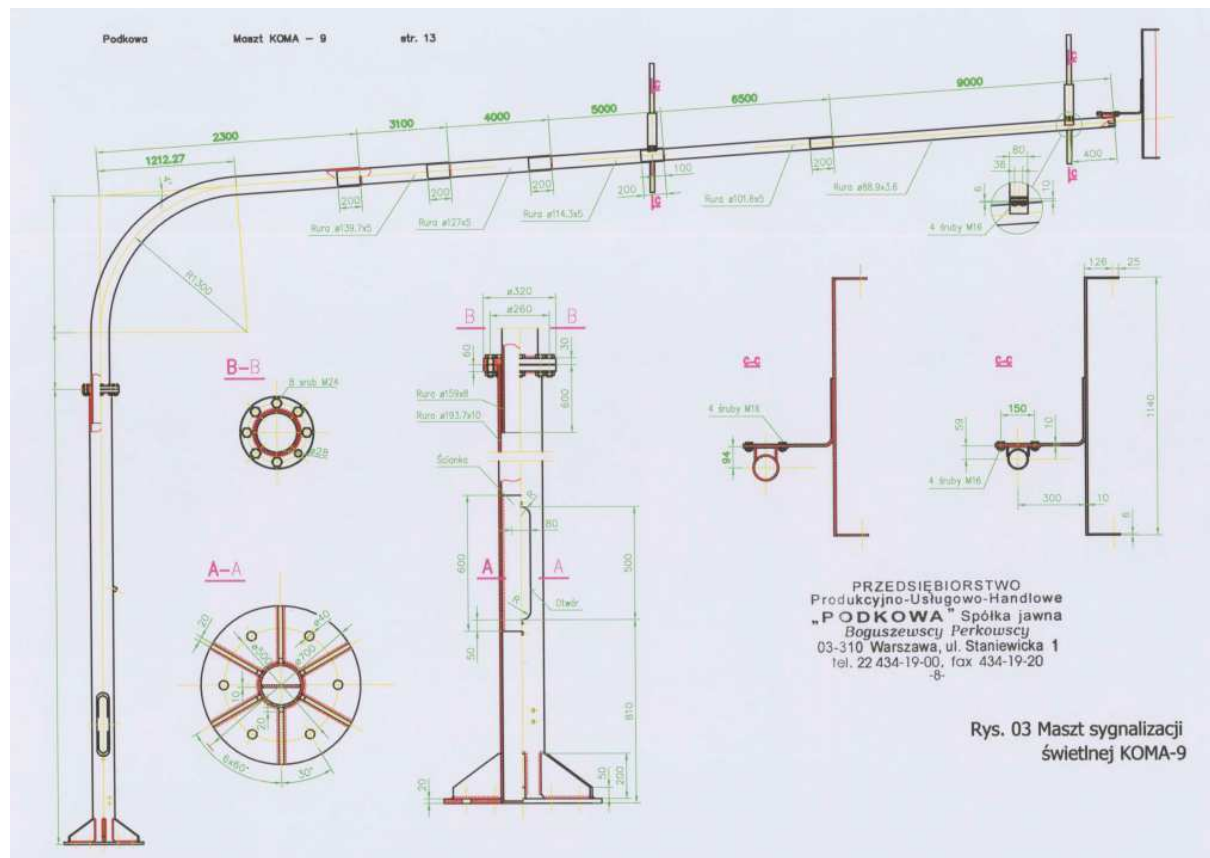 Podkowa Maszt KOMA – 9 str. 13
9000
6500
5000
4000
3100
2300
1212.27
4°
R1300
200
200
200
200
100
200
400
80
38
6
10
4 śruby M16
Rura ø139.7x5
Rura ø127x5
Rura ø114.3x5
Rura ø101.6x5
Rura ø88.9x3.6
B-B
8 śrub M24
ø28
ø320
ø260
B B
60
30
600
Rura ø159x8
Rura ø193.7x10
Ścianka
R
80
600
500
A A
R
Otwór
50
810
200
50
20
A-A
20
ø40
ø500
ø700
10
20
6x60°
30°
C-C
4 śruby M16
94
C-C
126
25
150
59
10
4 śruby M16
300
10
1140
6
PRZEDSIĘBIORSTWO
Produkcyjno-Usługowo-Handlowe
„PODKOWA" Spółka jawna
Boguszewscy Perkowscy
03-310 Warszawa, ul. Staniewicka 1
tel. 22 434-19-00, fax 434-19-20
-8-
Rys. 03 Maszt sygnalizacji
świetlnej KOMA-9